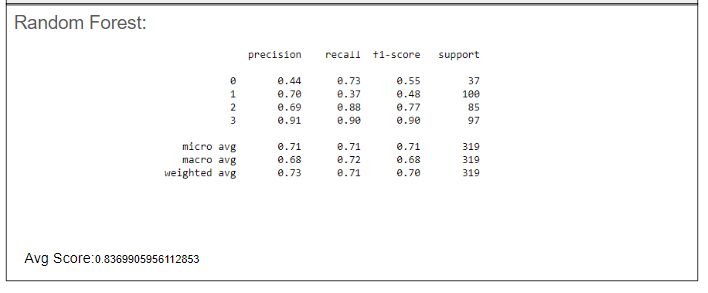 Random Forest:
precision recall f1-score support
0 0.44 0.73 0.55 37
1 0.70 0.37 0.48 100
2 0.69 0.88 0.77 85
3 0.91 0.90 0.90 97
micro avg 0.71 0.71 0.71 319
macro avg 0.68 0.72 0.68 319
weighted avg 0.73 0.71 0.70 319
Avg Score:0.8369905956112853